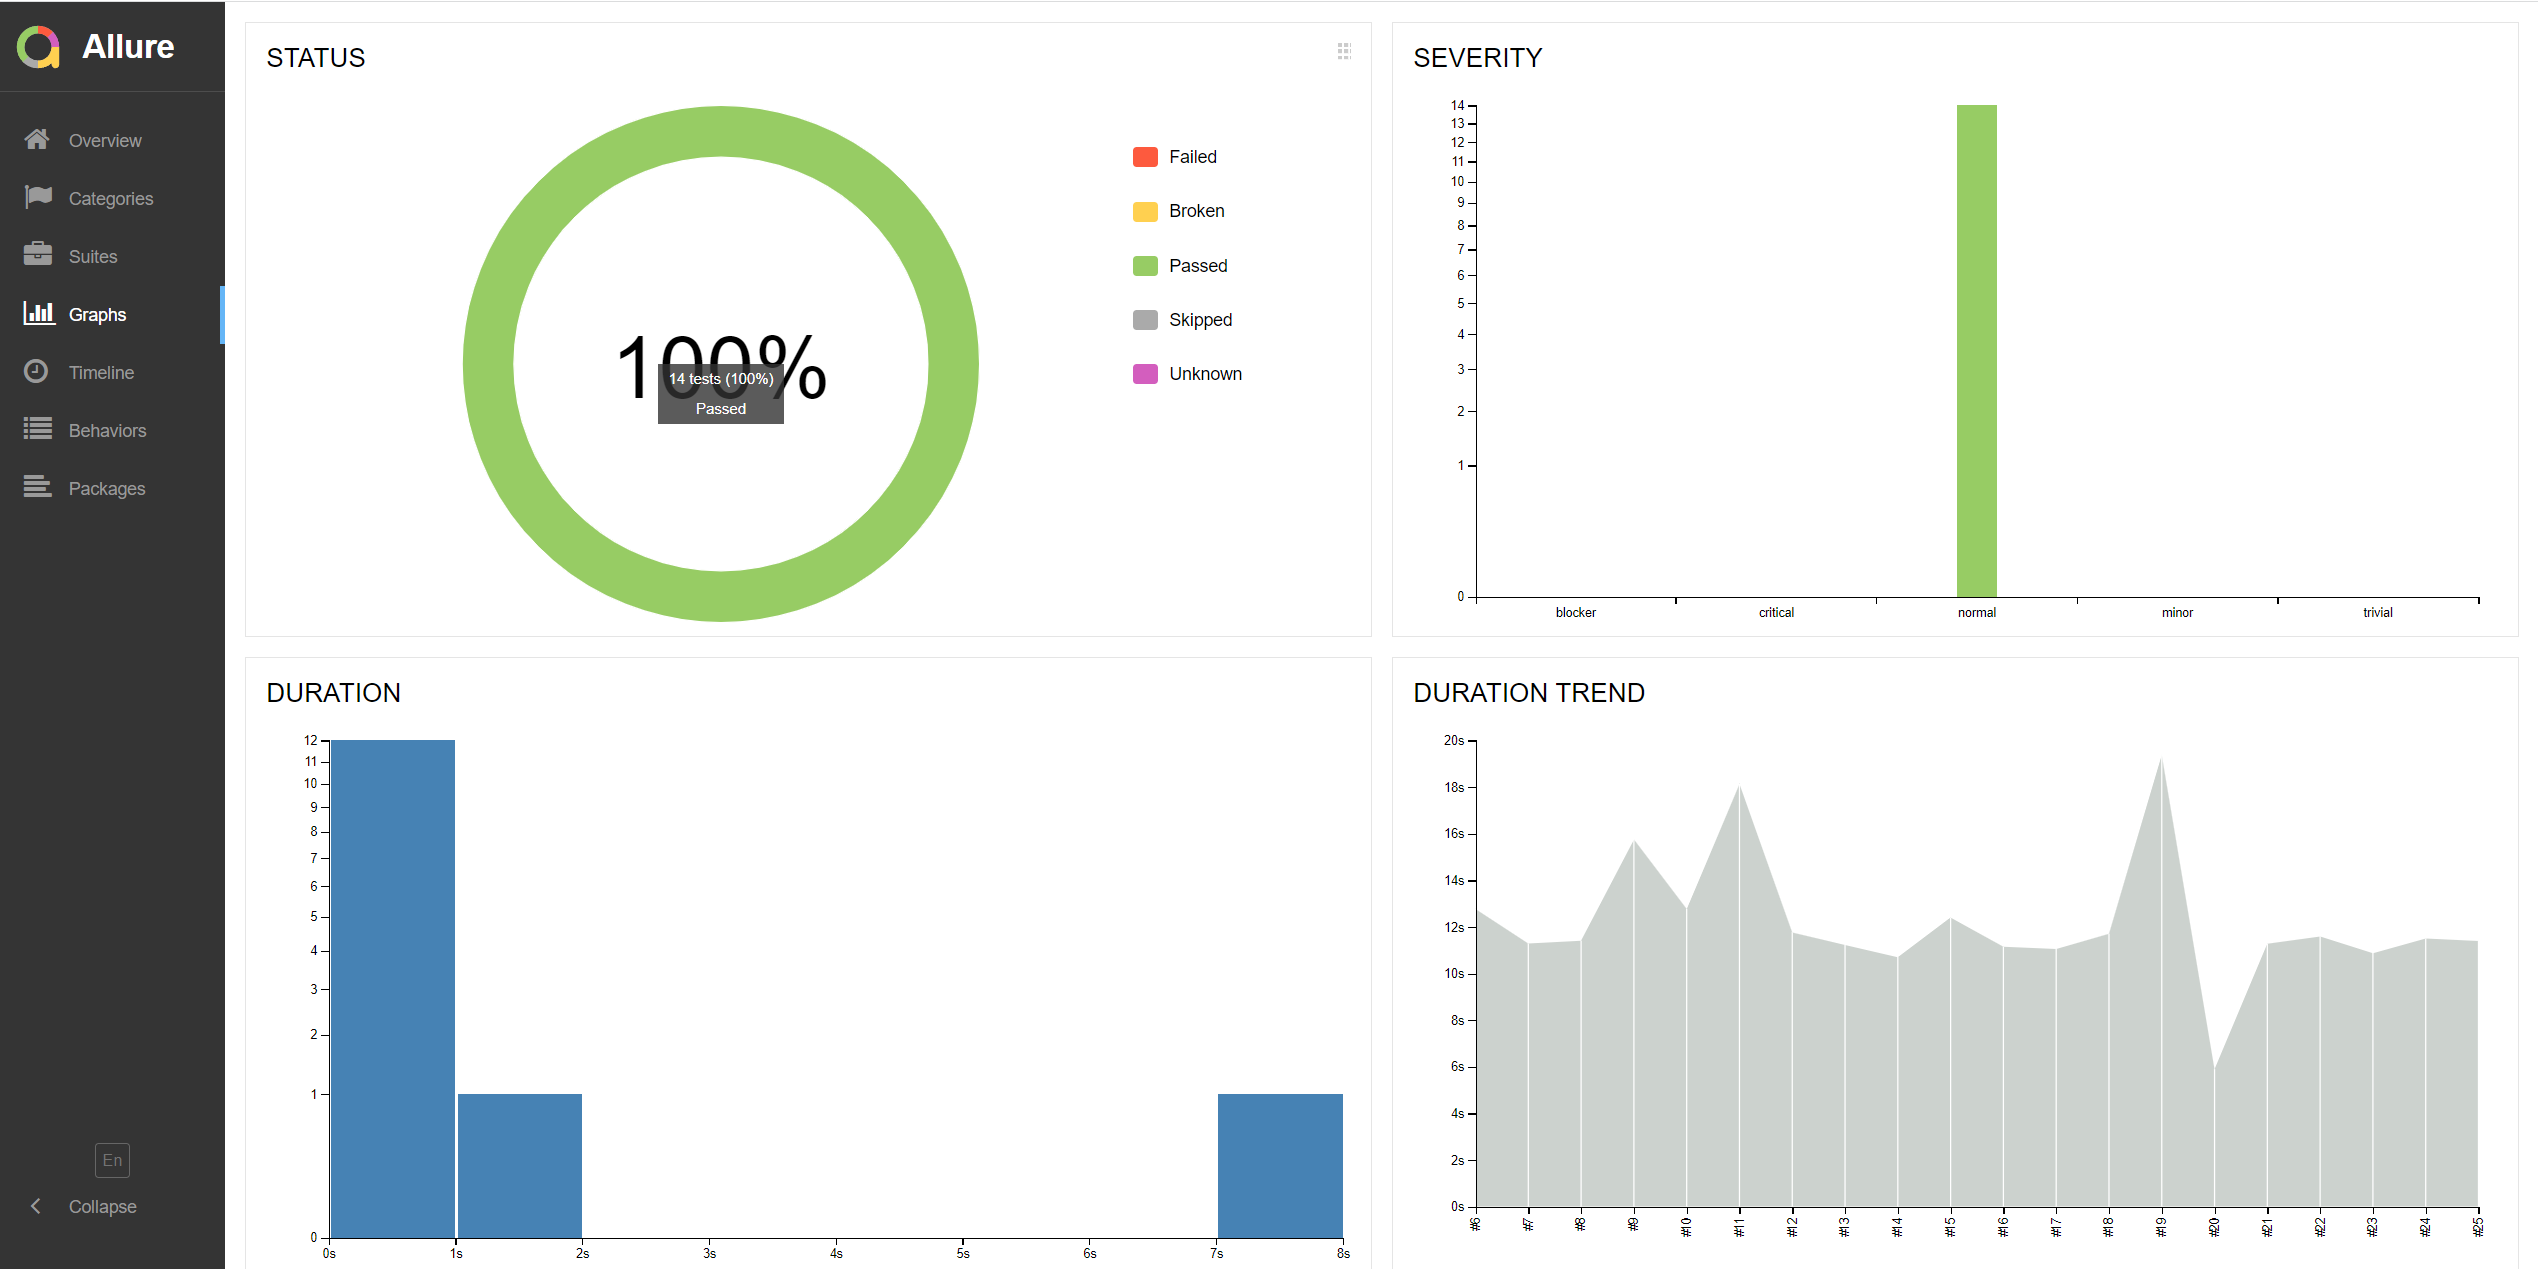 Allure
Overview
Categories
Suites
Graphs
Timeline
Behaviors
Packages
En
Collapse
STATUS
100%
14 tests (100%)
Passed
Failed
Broken
Passed
Skipped
Unknown
SEVERITY
14
13
12
11
10
9
8
7
6
5
4
3
2
1
0
blocker critical normal minor trivial
DURATION
12
11
10
9
8
7
6
5
4
3
2
1
0
0s 1s 2s 3s 4s 5s 6s 7s 8s
DURATION TREND
20s
18s
16s
14s
12s
10s
8s
6s
4s
2s
0s
#6 #7 #8 #9 #10 #11 #12 #13 #14 #15 #16 #17 #18 #19 #20 #21 #22 #23 #24 #25